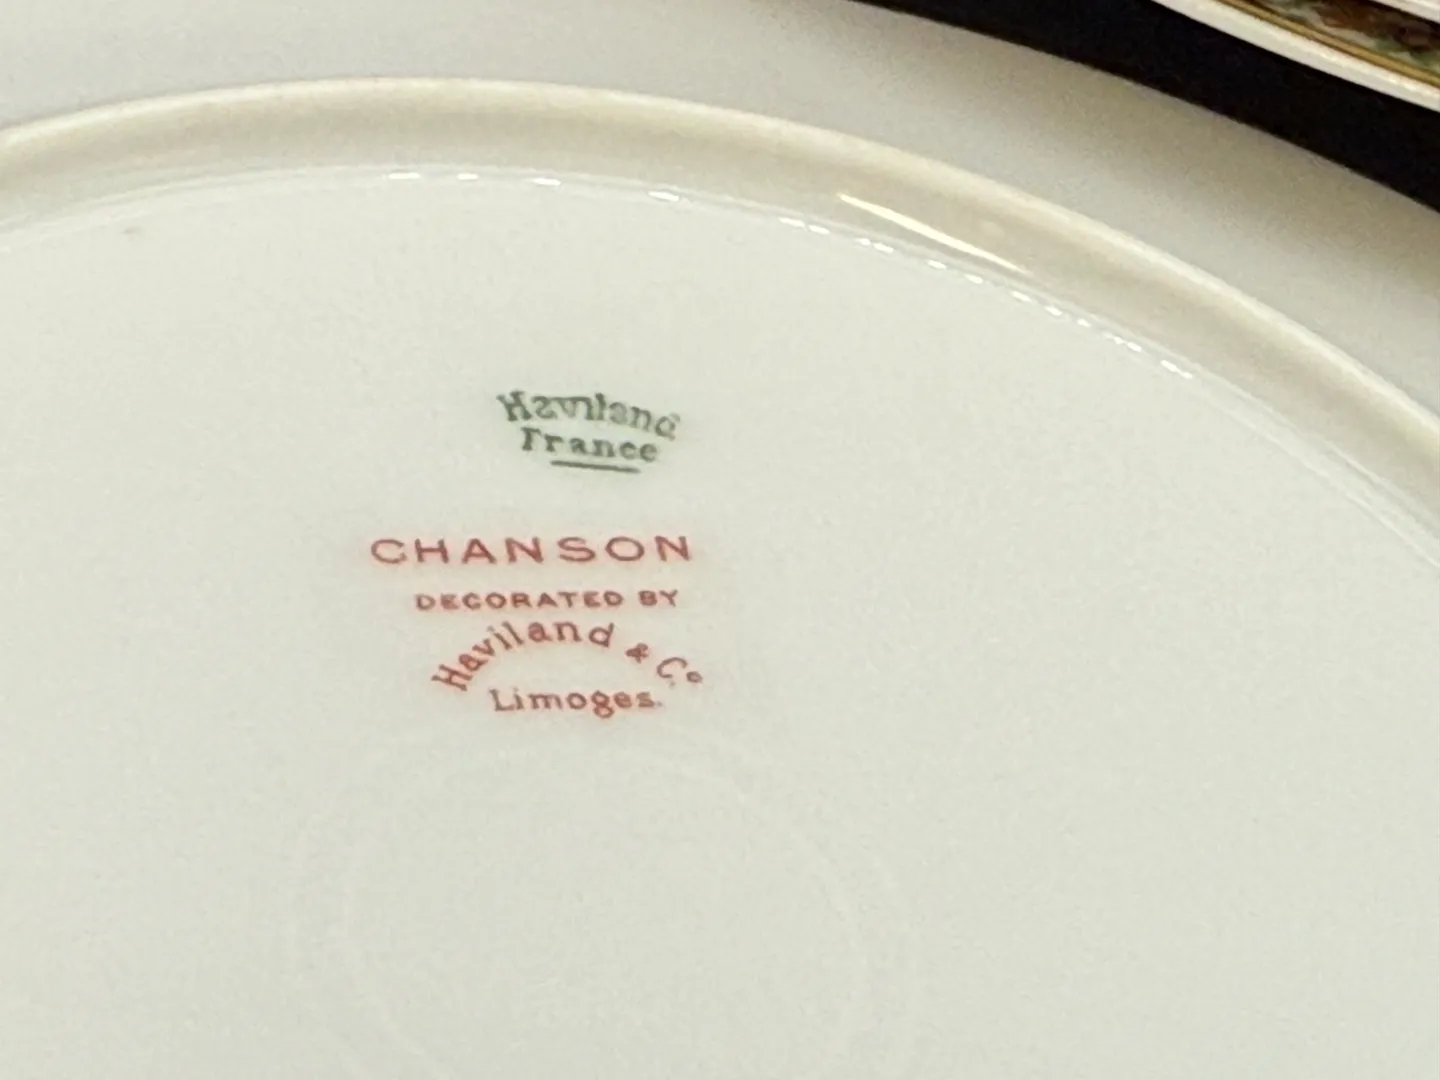 Haviland
France
CHANSON
DECORATED BY
Haviland & Co
Limoges.